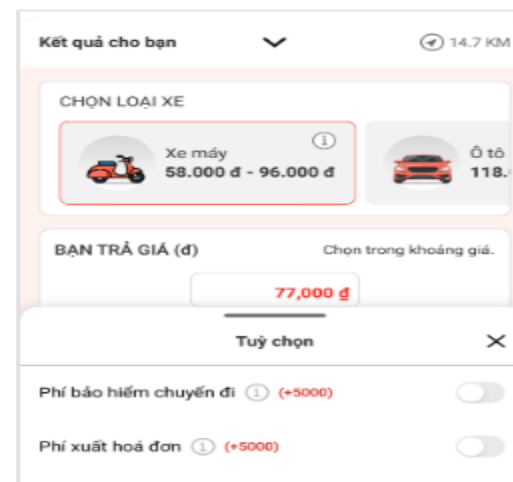 Kết quả cho bạn
14.7 KM
CHỌN LOẠI XE
Xe máy
58.000 đ - 96.000 đ
Ô tô
118.
BẠN TRẢ GIÁ (đ)
Chọn trong khoảng giá.
77,000 ₫
Tuỳ chọn
Phí bảo hiểm chuyến đi (+5000)
Phí xuất hoá đơn (+5000)